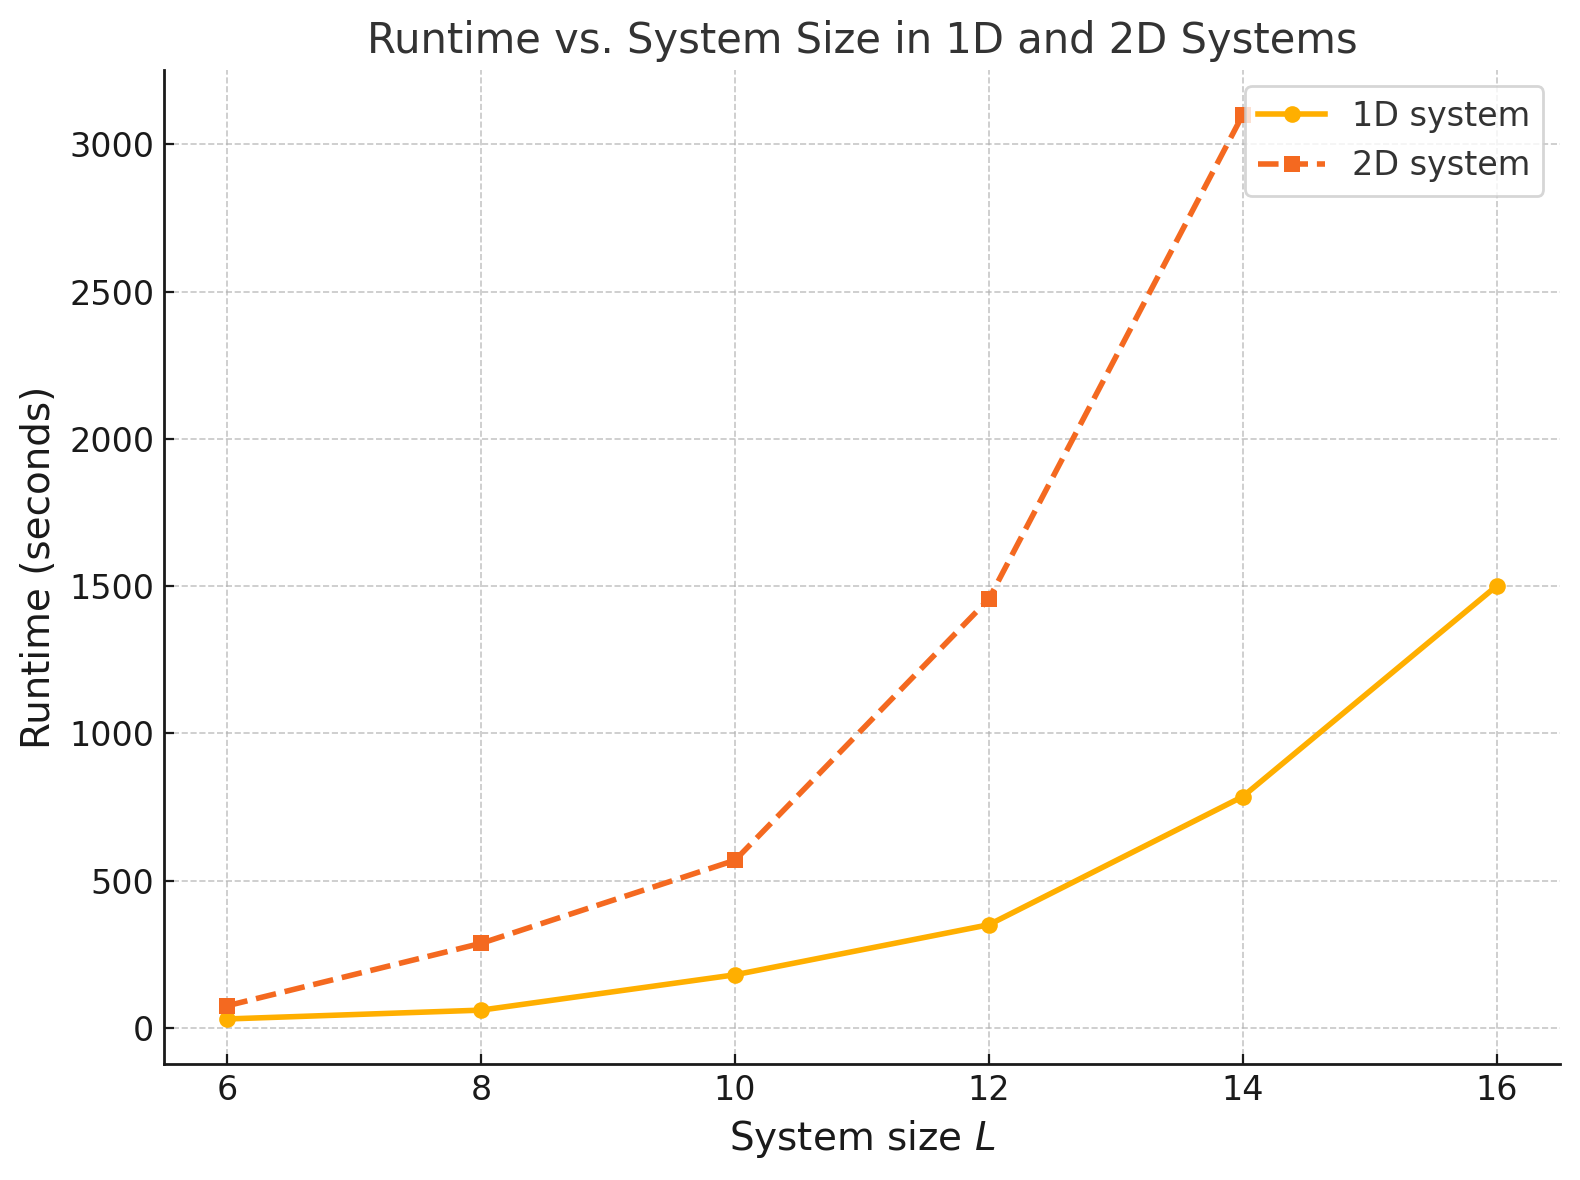 Runtime vs. System Size in 1D and 2D Systems
1D system
2D system
3000
2500
2000
1500
1000
500
0
Runtime (seconds)
6 8 10 12 14 16
System size L